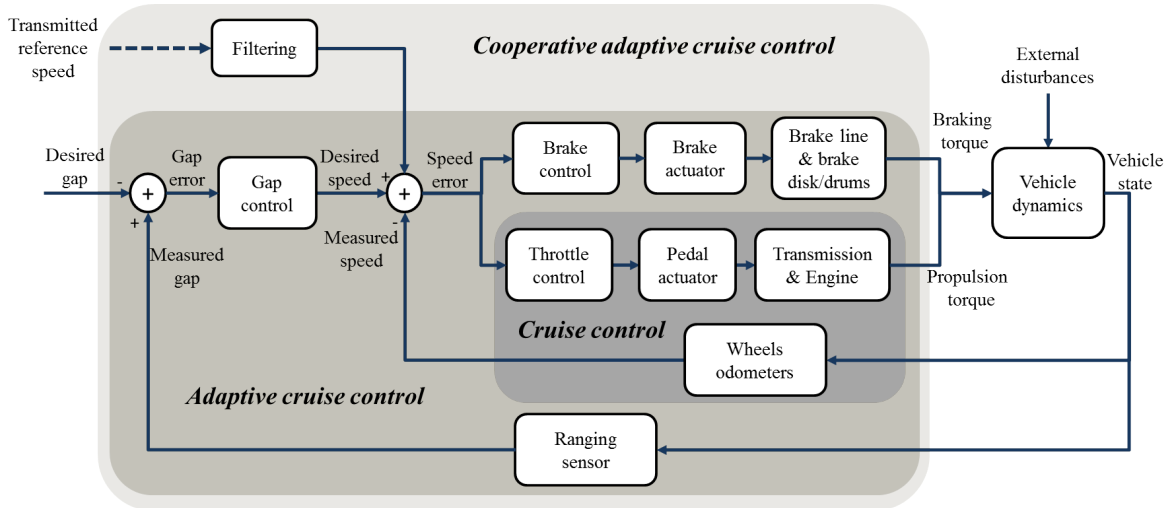 Transmitted
reference
speed
Filtering
Cooperative adaptive cruise control
External
disturbances
Desired
gap
-
+
+
Gap
error
Gap
control
Desired
speed
+
+
-
Speed
error
Measured
gap
Measured
speed
Brake
control
Brake
actuator
Brake line
& brake
disk/drums
Braking
torque
Vehicle
dynamics
Vehicle
state
Throttle
control
Pedal
actuator
Transmission
& Engine
Propulsion
torque
Cruise control
Wheels
odometers
Adaptive cruise control
Ranging
sensor